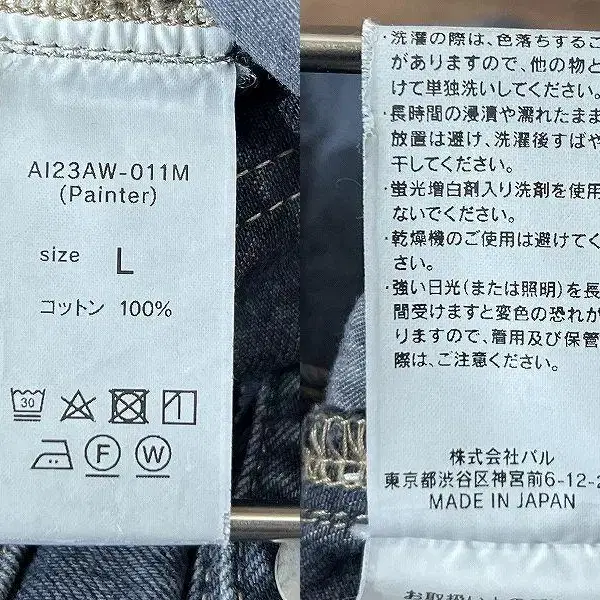 AI23AW-011M
(Painter)
size L
コットン 100%
30
F W
・洗濯の際は、色落ちするこ
がありますので、他の物と
けて単独洗いしてください。
・長時間の浸漬や濡れたまま
放置は避け、洗濯後すばや
干してください。
・蛍光増白剤入り洗剤を使用
ないでください。
・乾燥機のご使用は避けてく
さい。
・強い日光(または照明)を長
間受けますと変色の恐れが
りますので、着用及び保管
際は、ご注意ください。
株式会社バル
東京都渋谷区神宮前6-12-2
MADE IN JAPAN
お取扱い上の